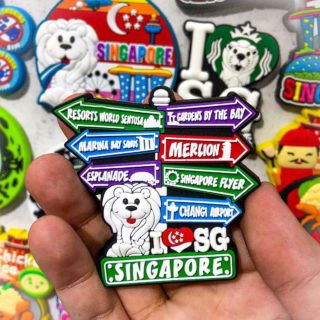 SINGAPORE
I
SG
RESORTS WORLD SENTOSA
GARDENS BY THE BAY
MARINA BAY SANDS
MERLION
ESPLANADE
SINGAPORE FLYER
CHANGI AIRPORT
I SG
SINGAPORE